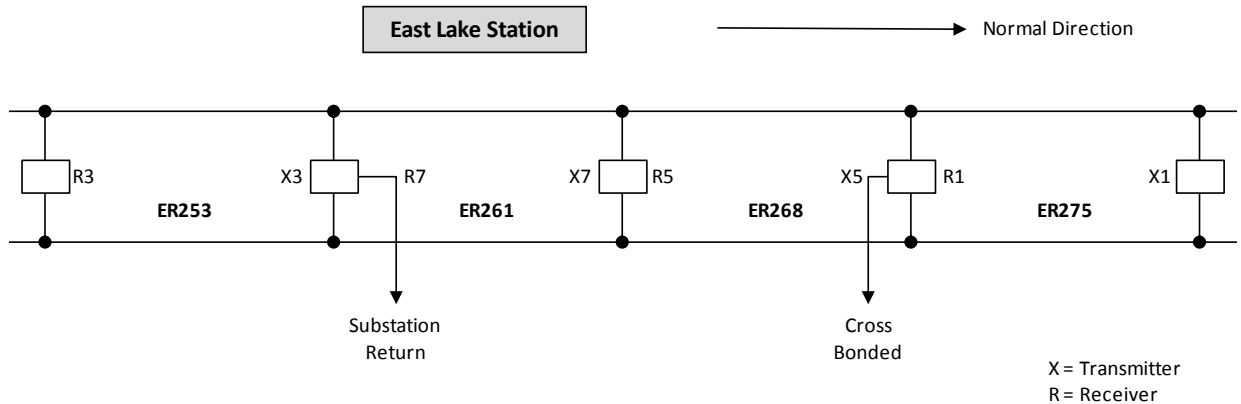 East Lake Station
Normal Direction
R3 X3 R7 X7 R5 X5 R1 X1
ER253 ER261 ER268 ER275
Substation
Return
Cross
Bonded
X = Transmitter
R = Receiver